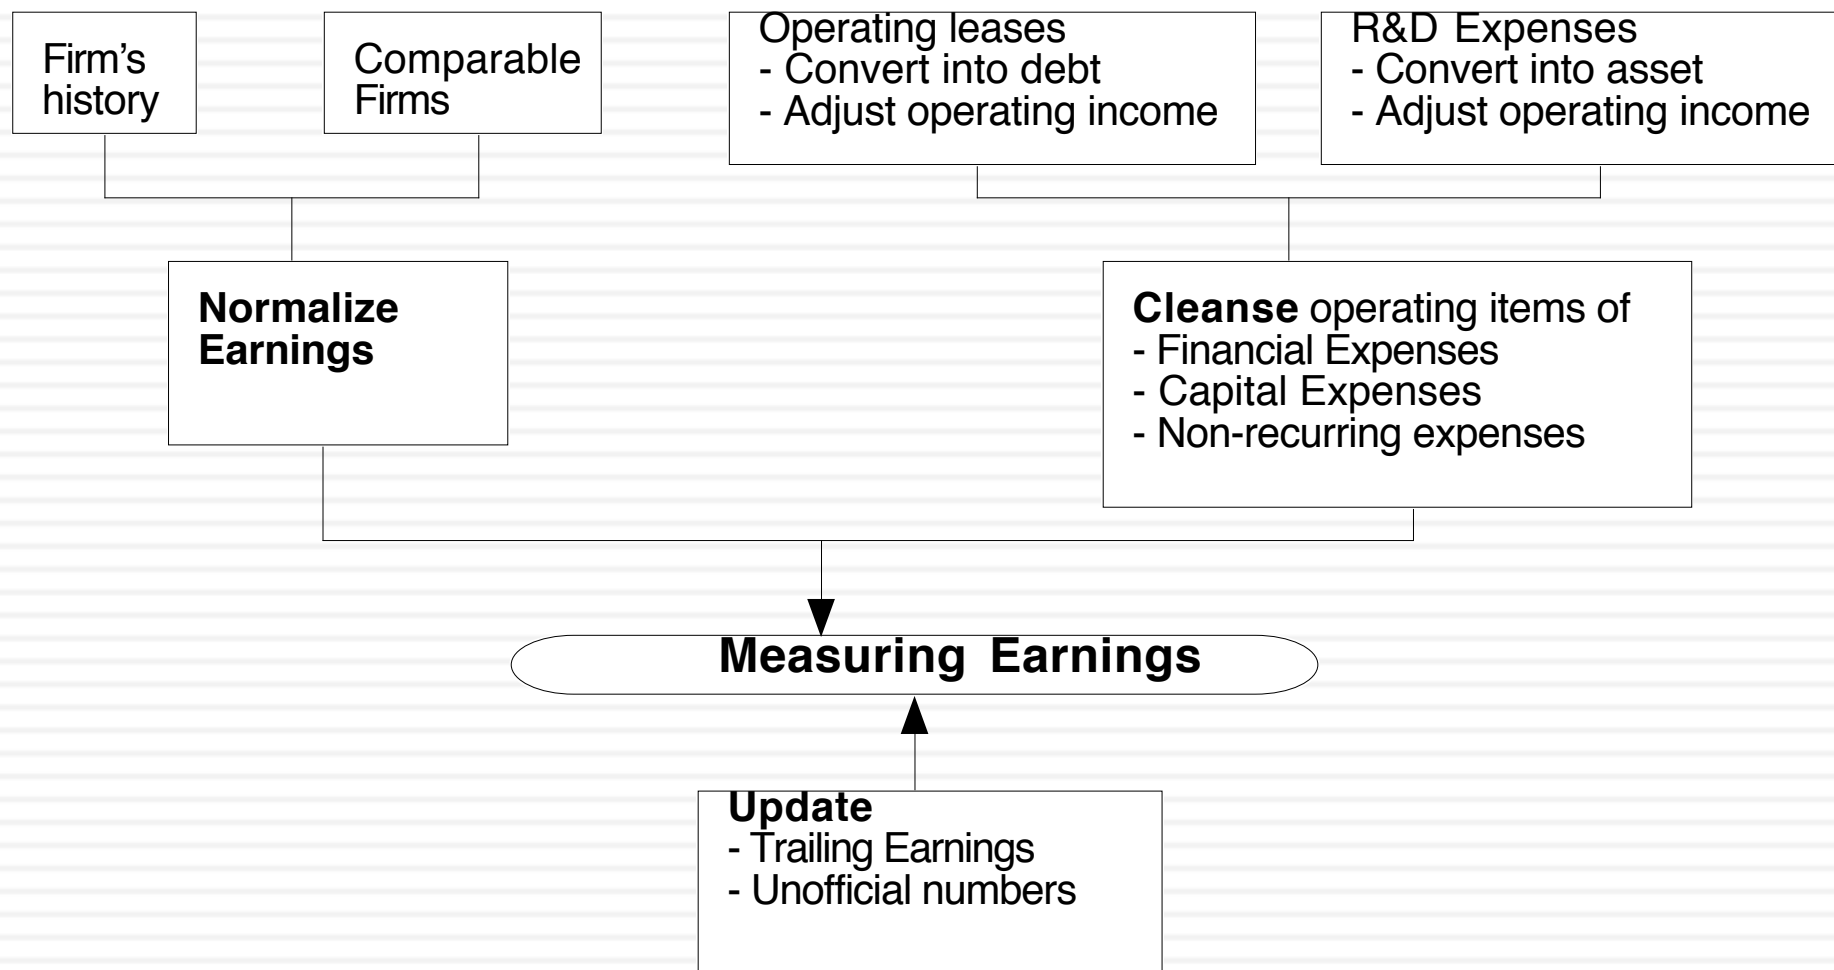 Firm’s
history
Comparable
Firms
Operating leases
- Convert into debt
- Adjust operating income
R&D Expenses
- Convert into asset
- Adjust operating income
Normalize
Earnings
Cleanse operating items of
- Financial Expenses
- Capital Expenses
- Non-recurring expenses
Measuring Earnings
Update
- Trailing Earnings
- Unofficial numbers